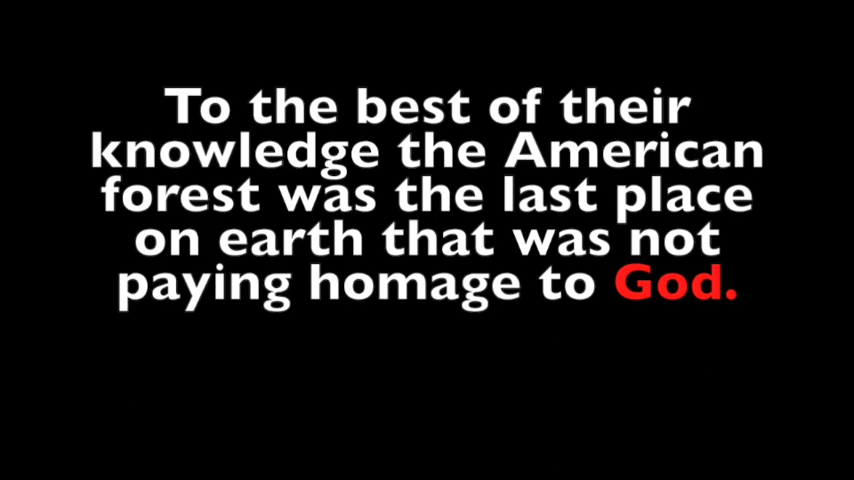 To the best of their
knowledge the American
forest was the last place
on earth that was not
paying homage to God.